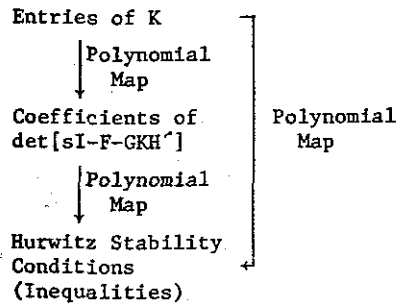 Entries of K
Polynomial
Map
Coefficients of
det[sI-F-GKH´]
Polynomial
Map
Polynomial
Map
Hurwitz Stability
Conditions
(Inequalities)